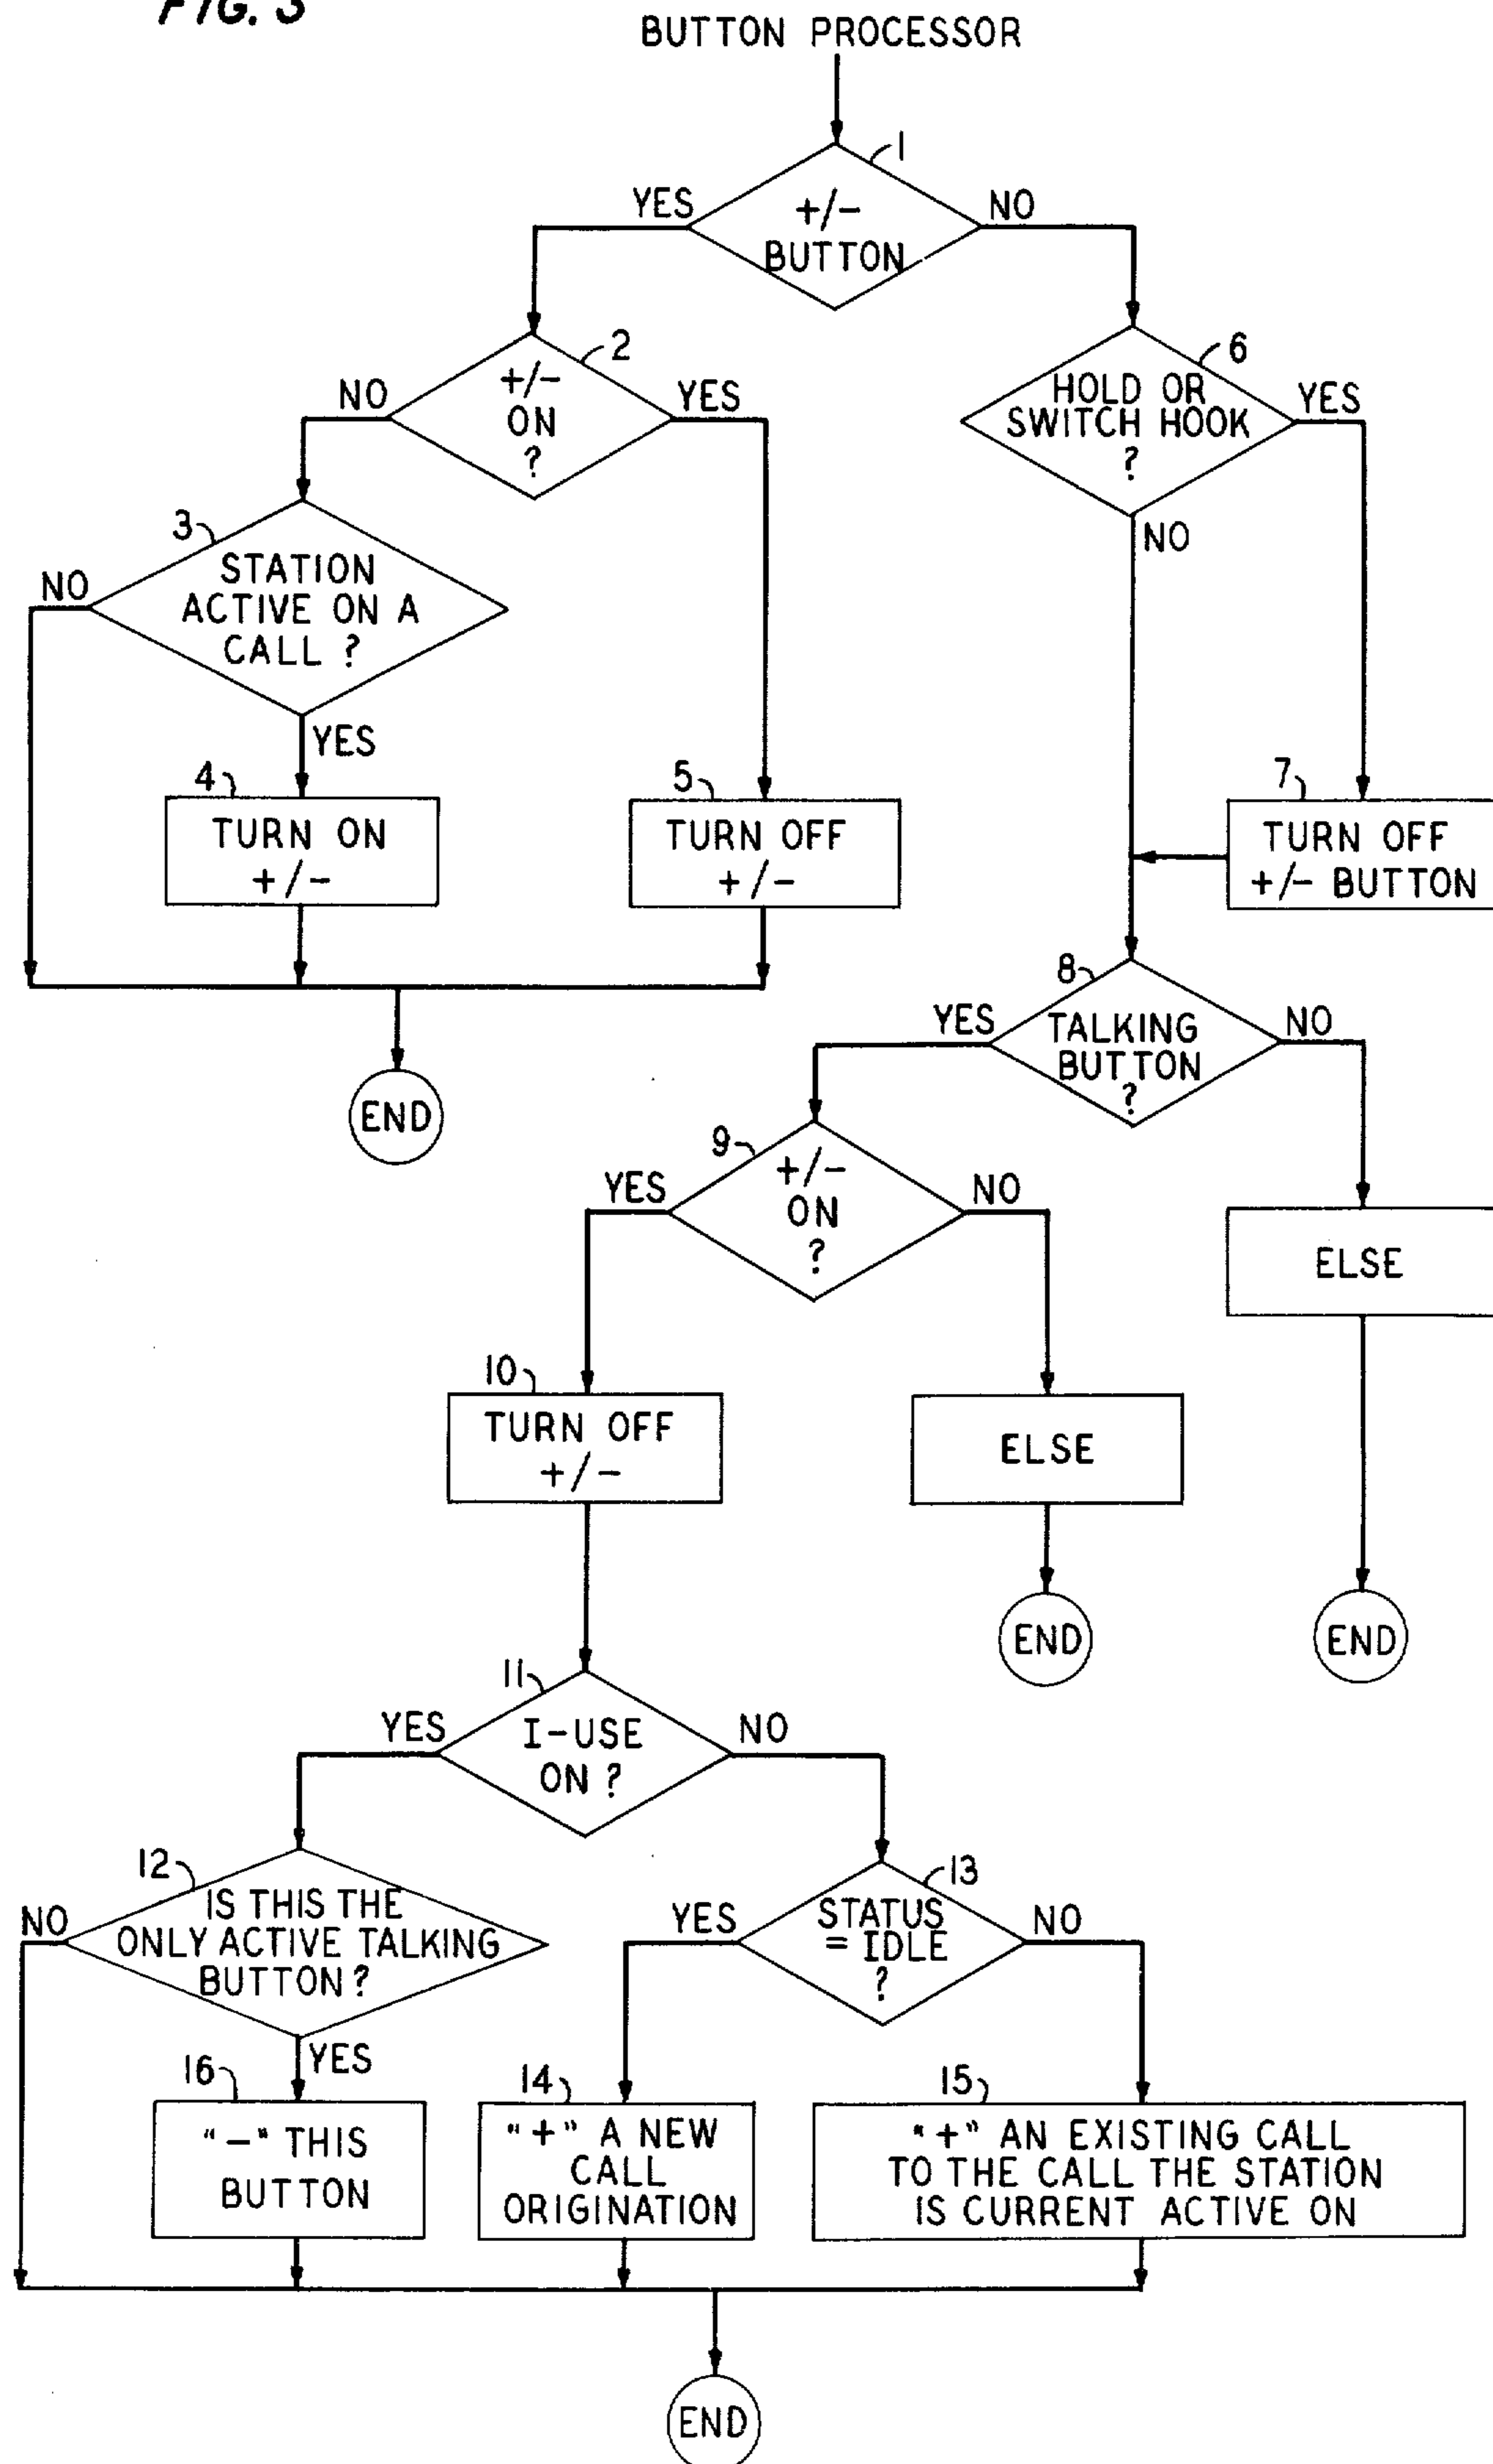 FIG. 3
BUTTON PROCESSOR
1
YES
+/-
BUTTON
NO
2
NO
+/-
ON
?
YES
6
HOLD OR
SWITCH HOOK
?
YES
NO
3
NO
STATION
ACTIVE ON A
CALL ?
YES
4
TURN ON
+/-
5
TURN OFF
+/-
7
TURN OFF
+/- BUTTON
END
8
YES
TALKING
BUTTON
?
NO
9
YES
+/-
ON
?
NO
ELSE
10
TURN OFF
+/-
ELSE
END
END
11
YES
I-USE
ON ?
NO
12
NO
IS THIS THE
ONLY ACTIVE TALKING
BUTTON ?
YES
13
YES
STATUS
= IDLE
?
NO
16
"-" THIS
BUTTON
14
"+" A NEW
CALL
ORIGINATION
15
"+" AN EXISTING CALL
TO THE CALL THE STATION
IS CURRENT ACTIVE ON
END